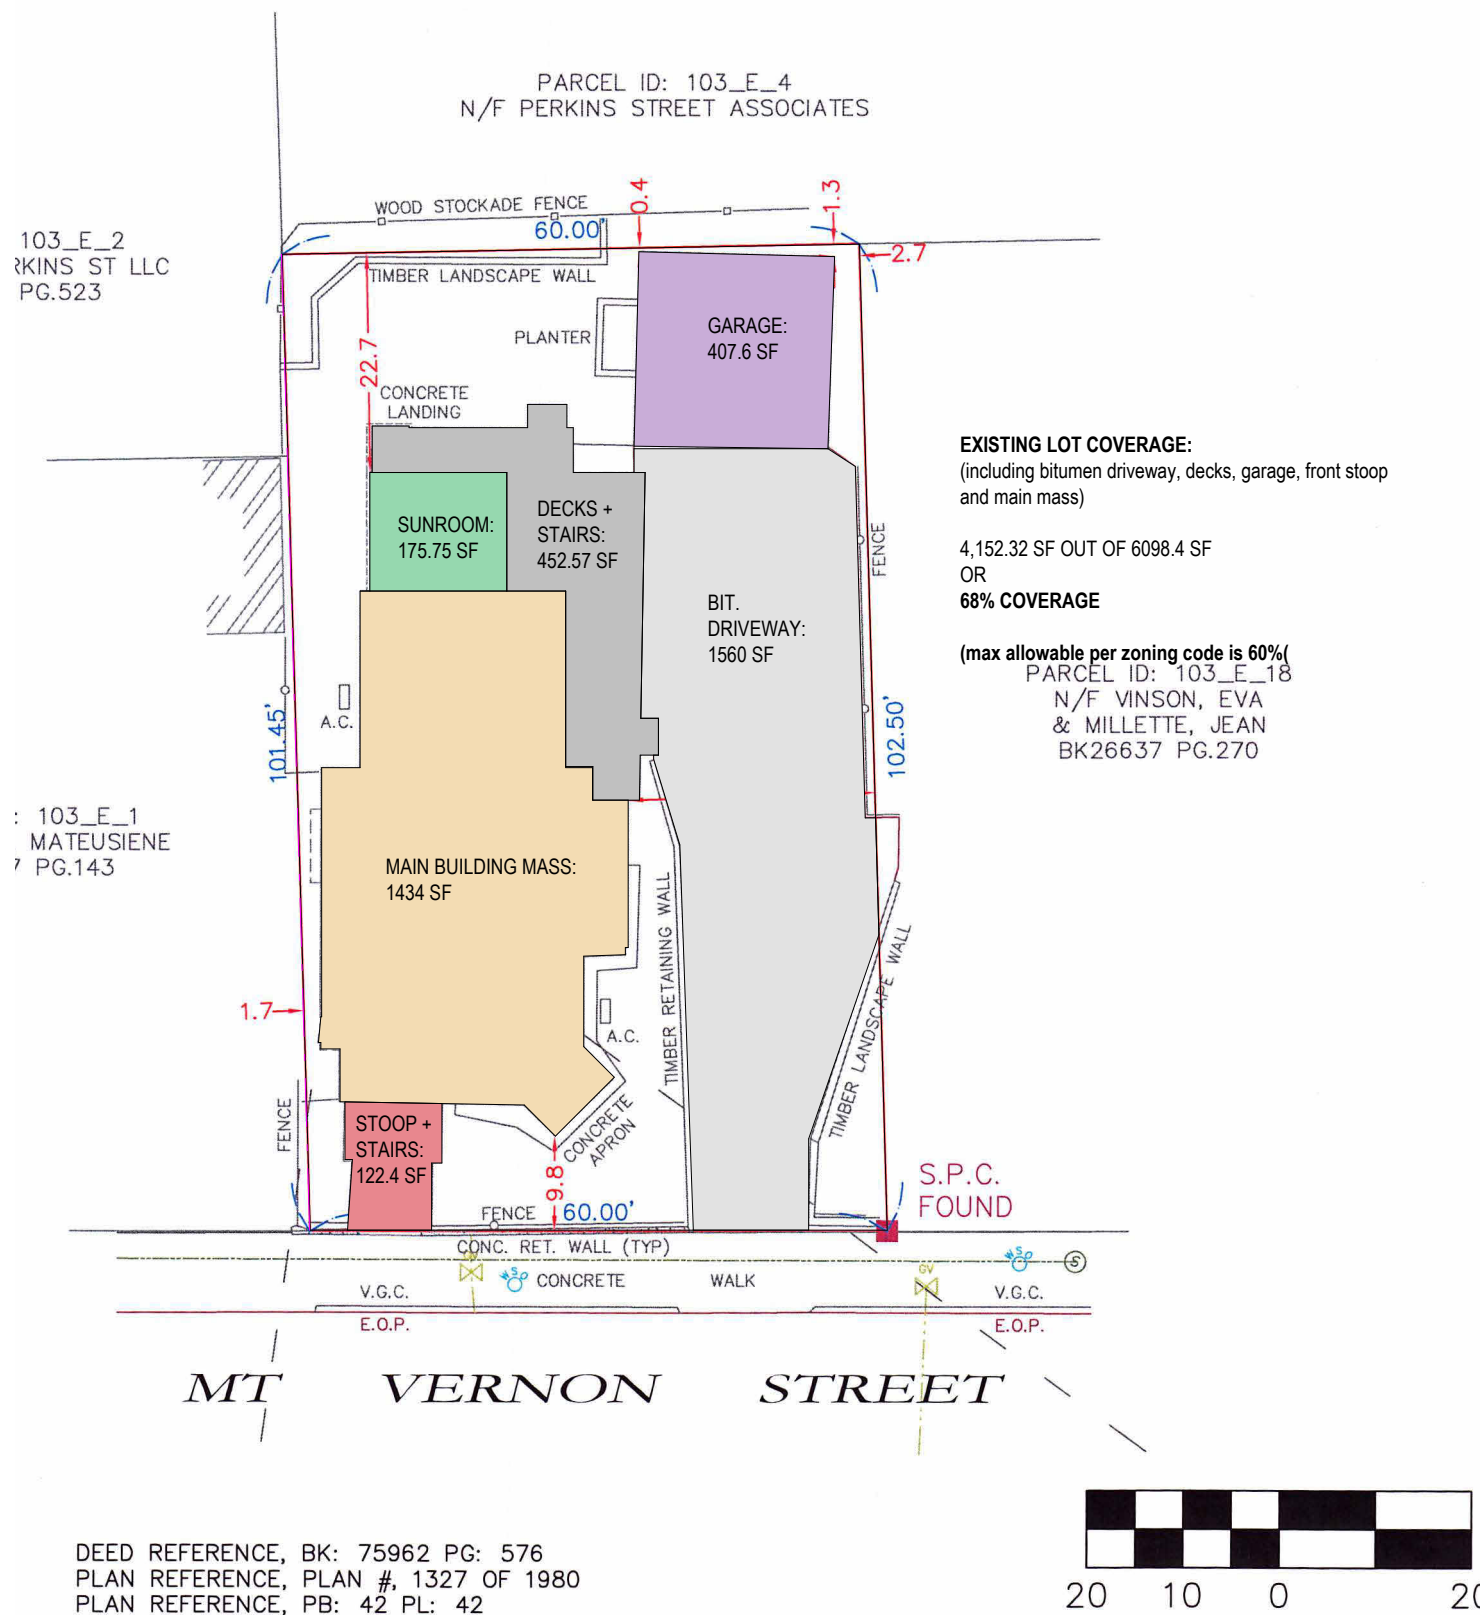 PARCEL ID: 103_E_4
N/F PERKINS STREET ASSOCIATES
WOOD STOCKADE FENCE
60.00'
0.4
1.3
2.7
103_E_2
RKINS ST LLC
PG.523
TIMBER LANDSCAPE WALL
PLANTER
GARAGE:
407.6 SF
22.7
CONCRETE
LANDING
EXISTING LOT COVERAGE:
(including bitumen driveway, decks, garage, front stoop
and main mass)
4,152.32 SF OUT OF 6098.4 SF
OR
68% COVERAGE
(max allowable per zoning code is 60%(
SUNROOM:
175.75 SF
DECKS +
STAIRS:
452.57 SF
FENCE
BIT.
DRIVEWAY:
1560 SF
PARCEL ID: 103_E_18
N/F VINSON, EVA
& MILLETTE, JEAN
BK26637 PG.270
A.C.
101.45'
102.50'
: 103_E_1
MATEUSIENE
7 PG.143
MAIN BUILDING MASS:
1434 SF
TIMBER RETAINING WALL
TIMBER LANDSCAPE WALL
1.7
A.C.
FENCE
STOOP +
STAIRS:
122.4 SF
CONCRETE
APRON
9.8
S.P.C.
FOUND
FENCE
60.00'
CONC. RET. WALL (TYP)
GV
WSO
CONCRETE
WALK
GV
WSO
S
V.G.C.
V.G.C.
E.O.P.
E.O.P.
MT VERNON STREET
DEED REFERENCE, BK: 75962 PG: 576
PLAN REFERENCE, PLAN #, 1327 OF 1980
PLAN REFERENCE, PB: 42 PL: 42
20 10 0 20